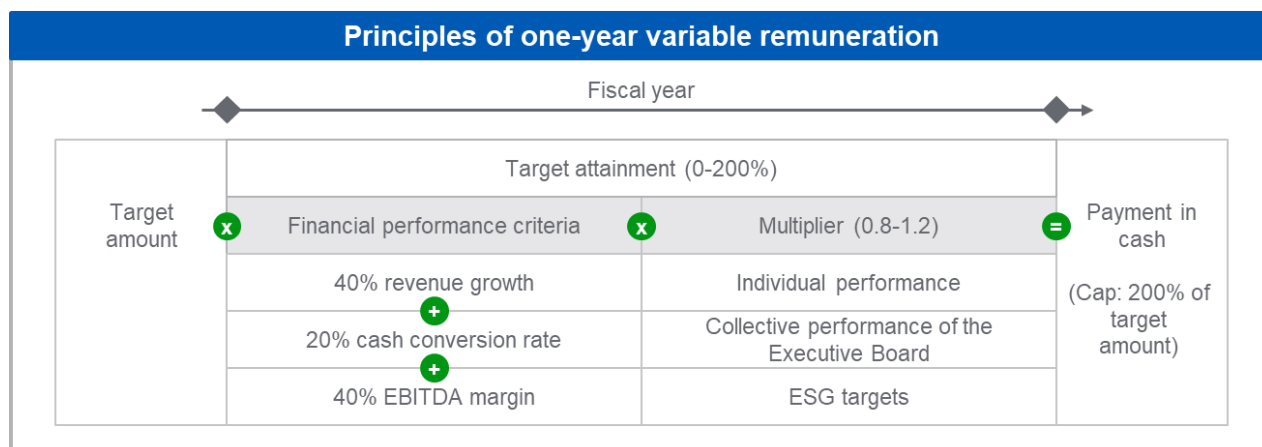 Principles of one-year variable remuneration
Fiscal year
Target attainment (0-200%)
Target
amount
x
Financial performance criteria
x
Multiplier (0.8-1.2)
=
Payment in
cash
(Cap: 200% of
target
amount)
40% revenue growth
+
20% cash conversion rate
+
40% EBITDA margin
Individual performance
Collective performance of the
Executive Board
ESG targets